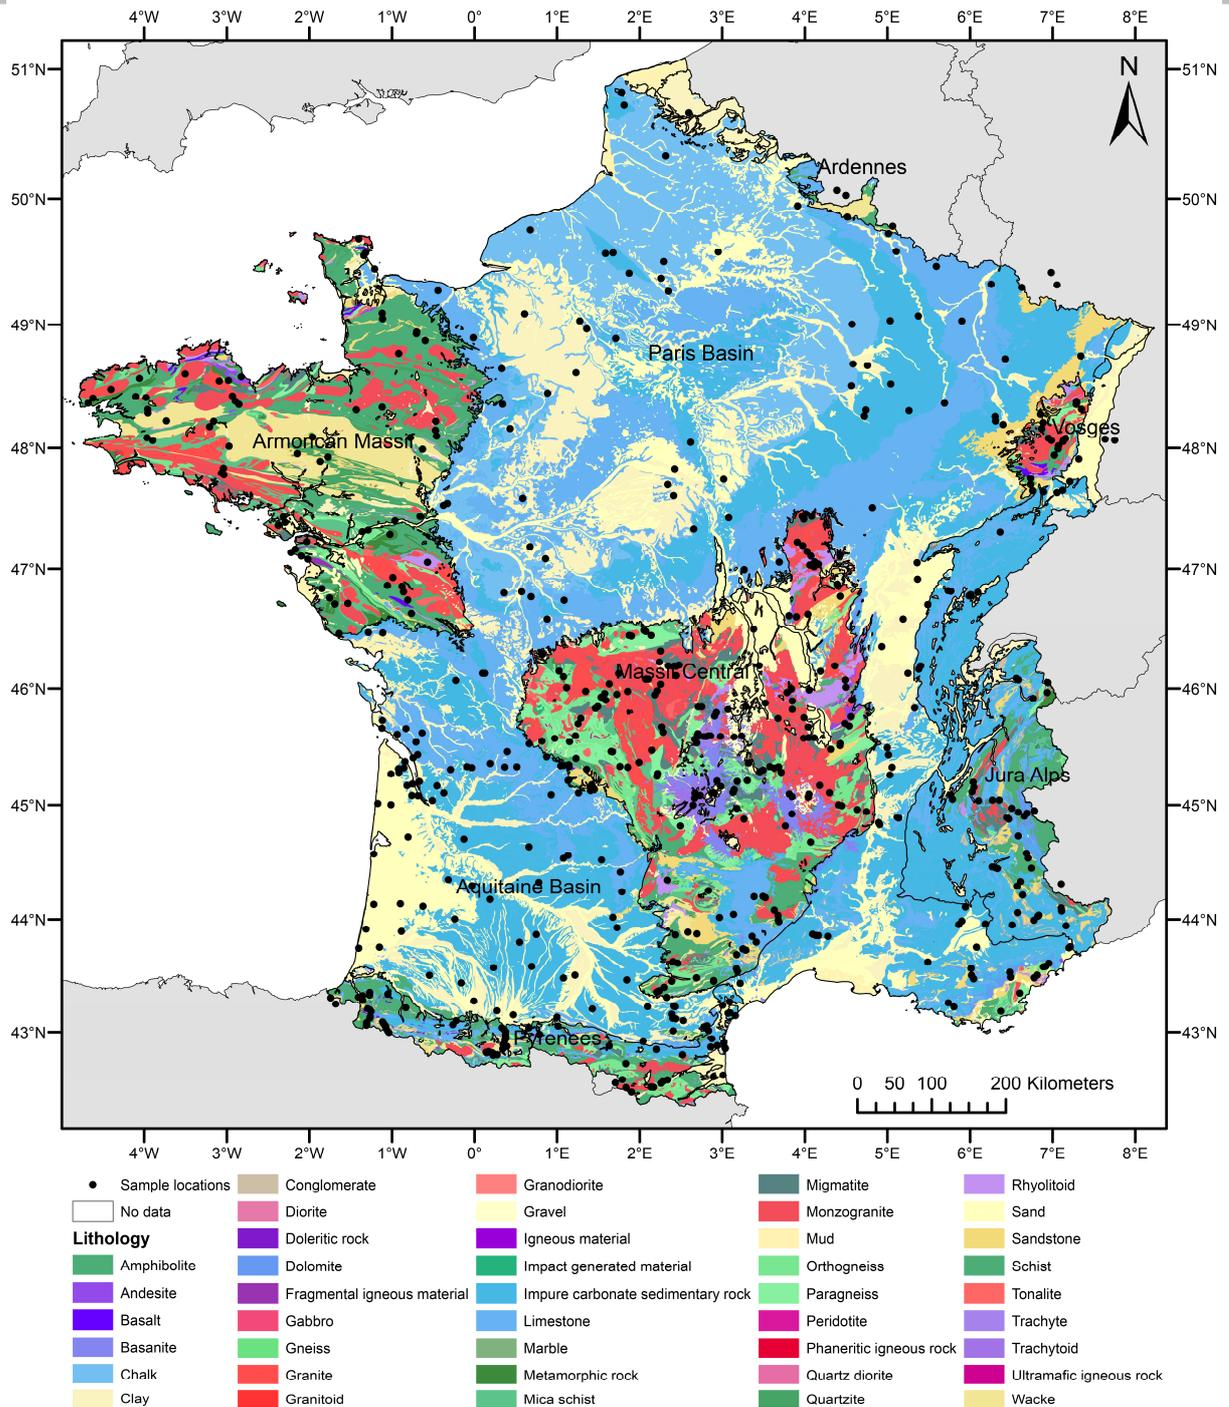 4°W 3°W 2°W 1°W 0° 1°E 2°E 3°E 4°E 5°E 6°E 7°E 8°E
51°N 51°N
N
Ardennes
50°N 50°N
49°N 49°N
Paris Basin
Vosges
Armorican Massif
48°N 48°N
47°N 47°N
Massif Central
46°N 46°N
Jura Alps
45°N 45°N
Aquitaine Basin
44°N 44°N
43°N 43°N
Pyrenees
0 50 100 200 Kilometers
4°W 3°W 2°W 1°W 0° 1°E 2°E 3°E 4°E 5°E 6°E 7°E 8°E
Sample locations Conglomerate Granodiorite Migmatite Rhyolitoid
No data Diorite Gravel Monzogranite Sand
Lithology Doleritic rock Igneous material Mud Sandstone
Amphibolite Dolomite Impact generated material Orthogneiss Schist
Andesite Fragmental igneous material Impure carbonate sedimentary rock Paragneiss Tonalite
Basalt Gabbro Limestone Peridotite Trachyte
Basanite Gneiss Marble Phaneritic igneous rock Trachytoid
Chalk Granite Metamorphic rock Quartz diorite Ultramafic igneous rock
Clay Granitoid Mica schist Quartzite Wacke